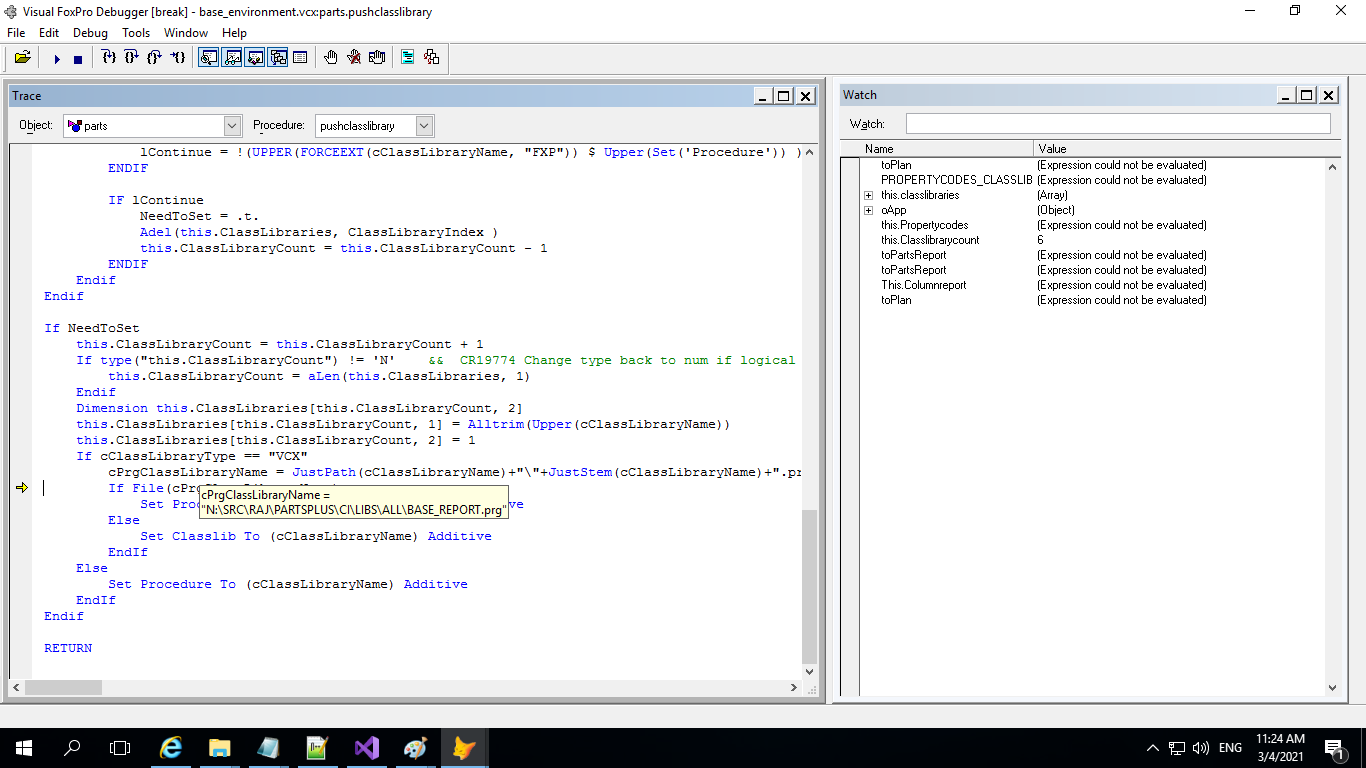 Visual FoxPro Debugger [break] - base_environment.vcx:parts.pushclasslibrary
File Edit Debug Tools Window Help
Trace
Object: parts Procedure: pushclasslibrary
lContinue = !(UPPER(FORCEEXT(cClassLibraryName, "FXP")) $ Upper(Set('Procedure')) )
ENDIF
IF lContinue
NeedToSet = .t.
Adel(this.ClassLibraries, ClassLibraryIndex )
this.ClassLibraryCount = this.ClassLibraryCount - 1
ENDIF
Endif
Endif
If NeedToSet
this.ClassLibraryCount = this.ClassLibraryCount + 1
If type("this.ClassLibraryCount") != 'N' && CR19774 Change type back to num if logical
this.ClassLibraryCount = aLen(this.ClassLibraries, 1)
Endif
Dimension this.ClassLibraries[this.ClassLibraryCount, 2]
this.ClassLibraries[this.ClassLibraryCount, 1] = Alltrim(Upper(cClassLibraryName))
this.ClassLibraries[this.ClassLibraryCount, 2] = 1
If cClassLibraryType == "VCX"
cPrgClassLibraryName = JustPath(cClassLibraryName)+"\"+JustStem(cClassLibraryName)+".pr
If File(cPr
cPrgClassLibraryName =
"N:\SRC\RAJ\PARTSPLUS\CI\LIBS\ALL\BASE_REPORT.prg"
Set Proc ve
Else
Set Classlib To (cClassLibraryName) Additive
EndIf
Else
Set Procedure To (cClassLibraryName) Additive
EndIf
Endif
RETURN
Watch
Watch:
Name Value
toPlan (Expression could not be evaluated)
PROPERTYCODES_CLASSLIB (Expression could not be evaluated)
this.classlibraries (Array)
oApp (Object)
this.Propertycodes (Expression could not be evaluated)
this.Classlibrarycount 6
toPartsReport (Expression could not be evaluated)
toPartsReport (Expression could not be evaluated)
This.Columnreport (Expression could not be evaluated)
toPlan (Expression could not be evaluated)
ENG
11:24 AM
3/4/2021
1